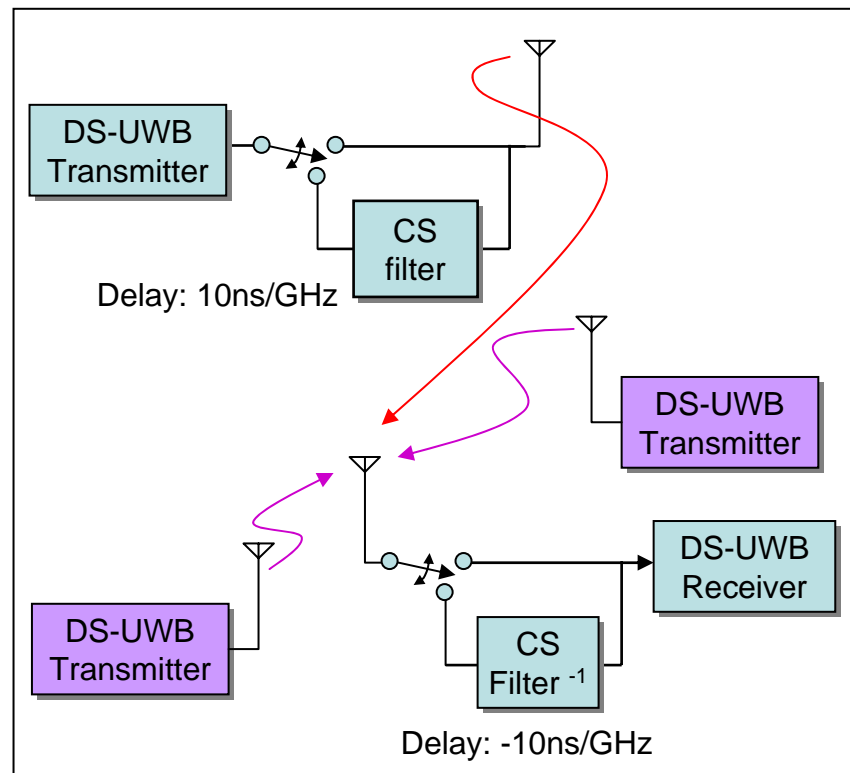 DS-UWB
Transmitter
CS
filter
Delay: 10ns/GHz
DS-UWB
Transmitter
DS-UWB
Receiver
DS-UWB
Transmitter
CS
Filter -1
Delay: -10ns/GHz